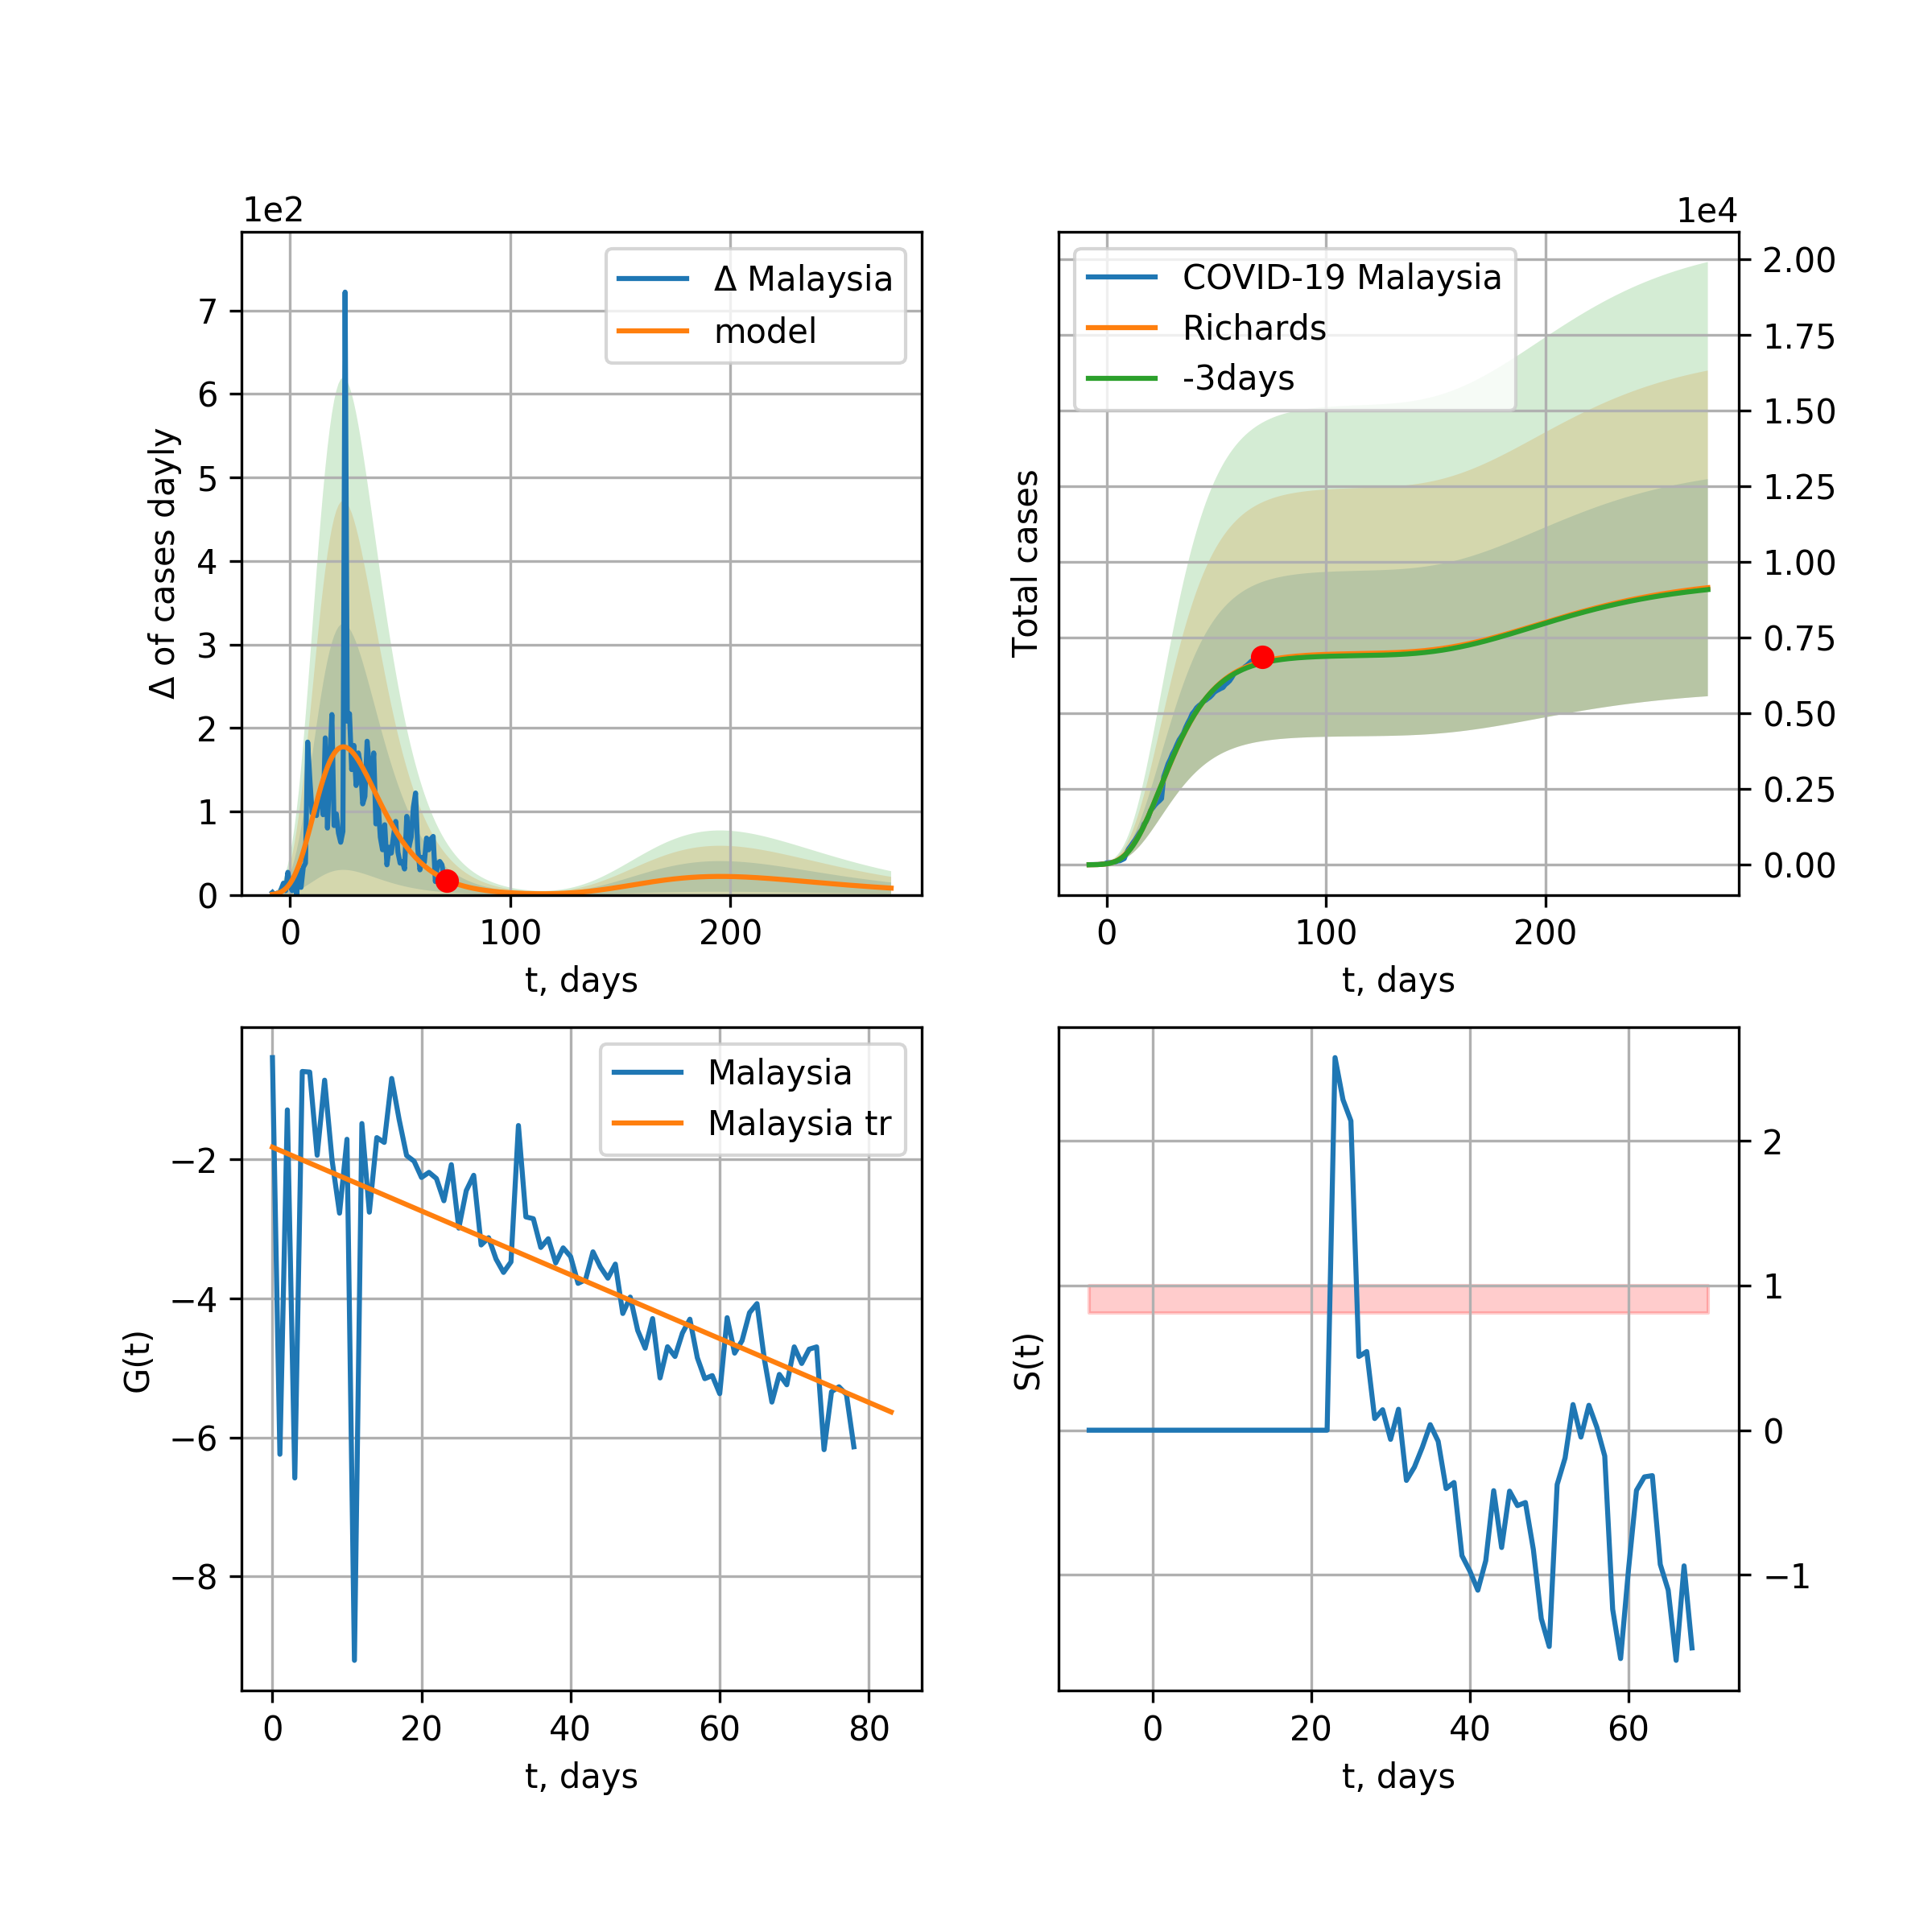 1e2
Δ of cases dayly
7
6
5
4
3
2
1
0
0 100 200
t, days
Δ Malaysia
model
1e4
Total cases
2.00
1.75
1.50
1.25
1.00
0.75
0.50
0.25
0.00
0 100 200
t, days
COVID-19 Malaysia
Richards
-3days
G(t)
−2
−4
−6
−8
0 20 40 60 80
t, days
Malaysia
Malaysia tr
S(t)
2
1
0
−1
0 20 40 60
t, days